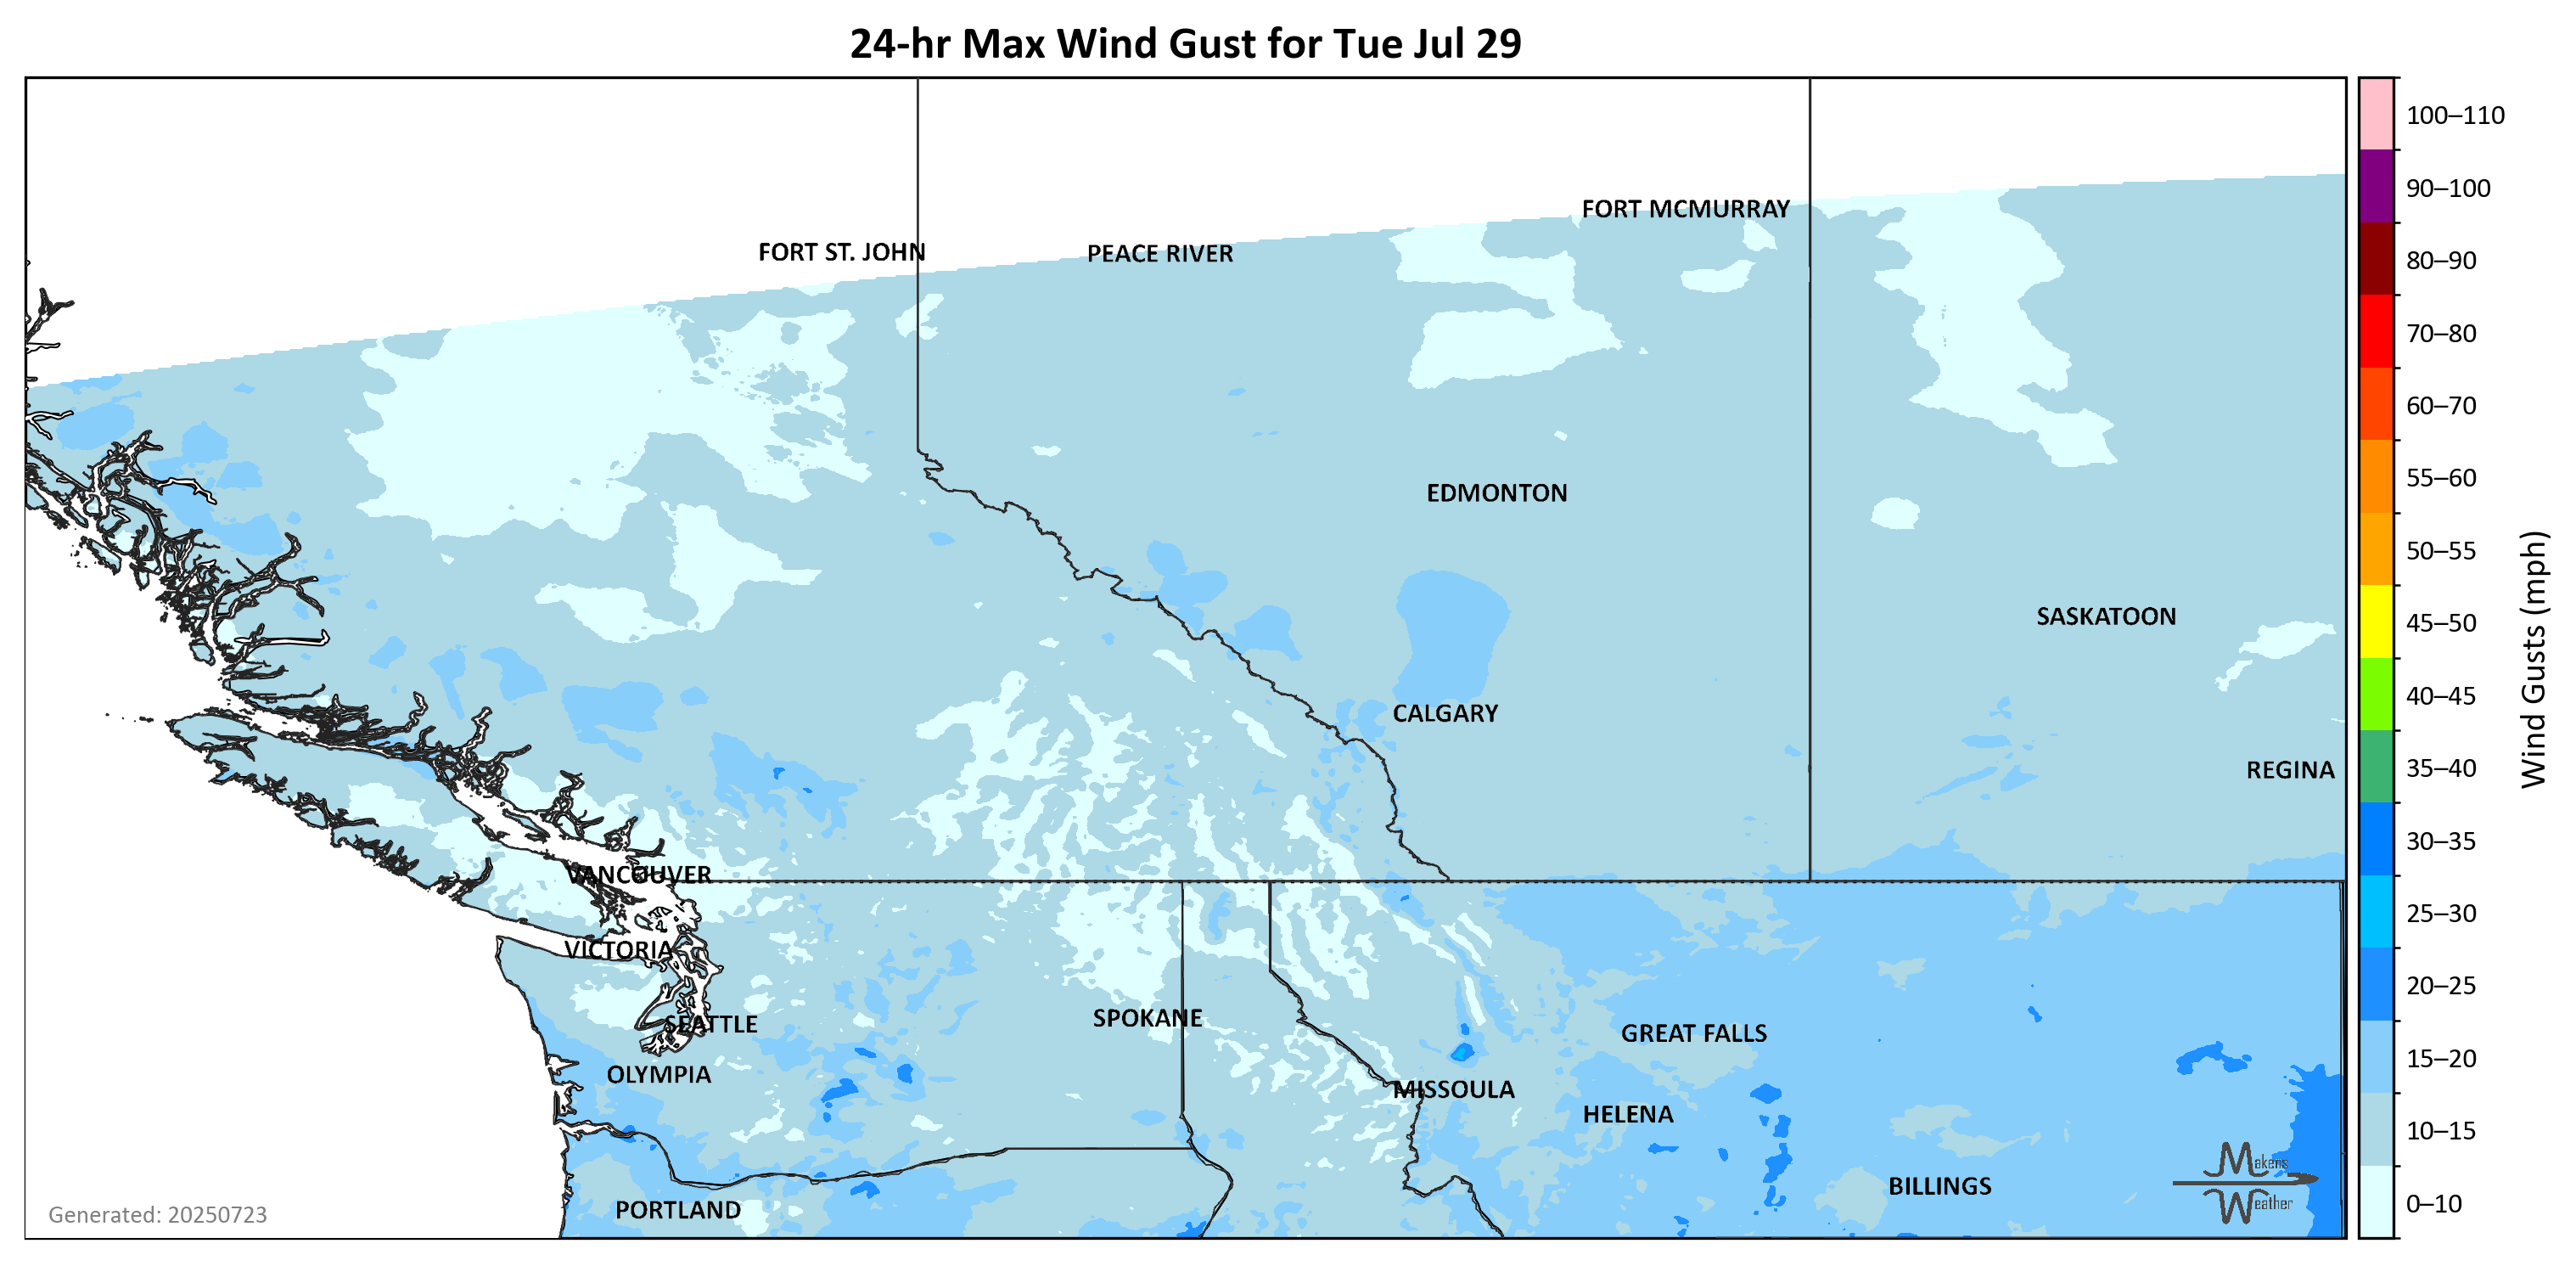 24-hr Max Wind Gust for Tue Jul 29
100–110
90–100
80–90
70–80
60–70
55–60
50–55
45–50
40–45
35–40
30–35
25–30
20–25
15–20
10–15
0–10
Wind Gusts (mph)
FORT MCMURRAY
FORT ST. JOHN
PEACE RIVER
EDMONTON
SASKATOON
CALGARY
REGINA
VANCOUVER
VICTORIA
SPOKANE
SEATTLE
GREAT FALLS
OLYMPIA
MISSOULA
HELENA
BILLINGS
PORTLAND
Makens
Weather
Generated: 20250723